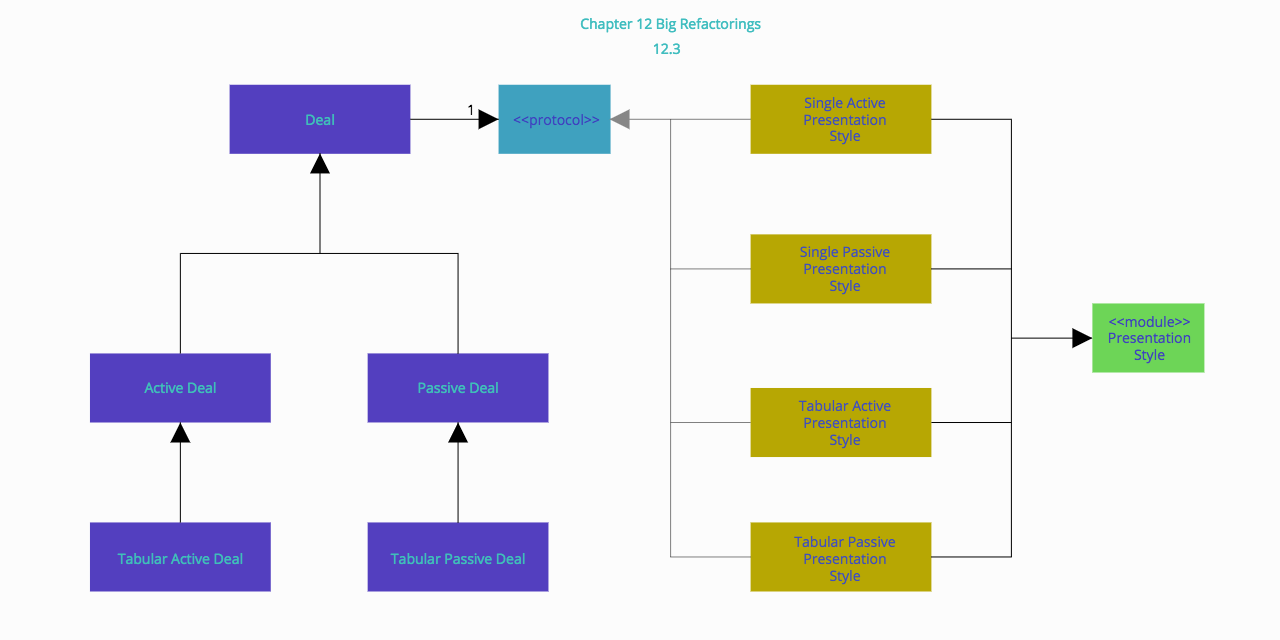 Chapter 12 Big Refactorings
12.3
Deal
1
<<protocol>>
Single Active
Presentation
Style
Single Passive
Presentation
Style
<<module>>
Presentation
Style
Active Deal
Passive Deal
Tabular Active
Presentation
Style
Tabular Active Deal
Tabular Passive Deal
Tabular Passive
Presentation
Style